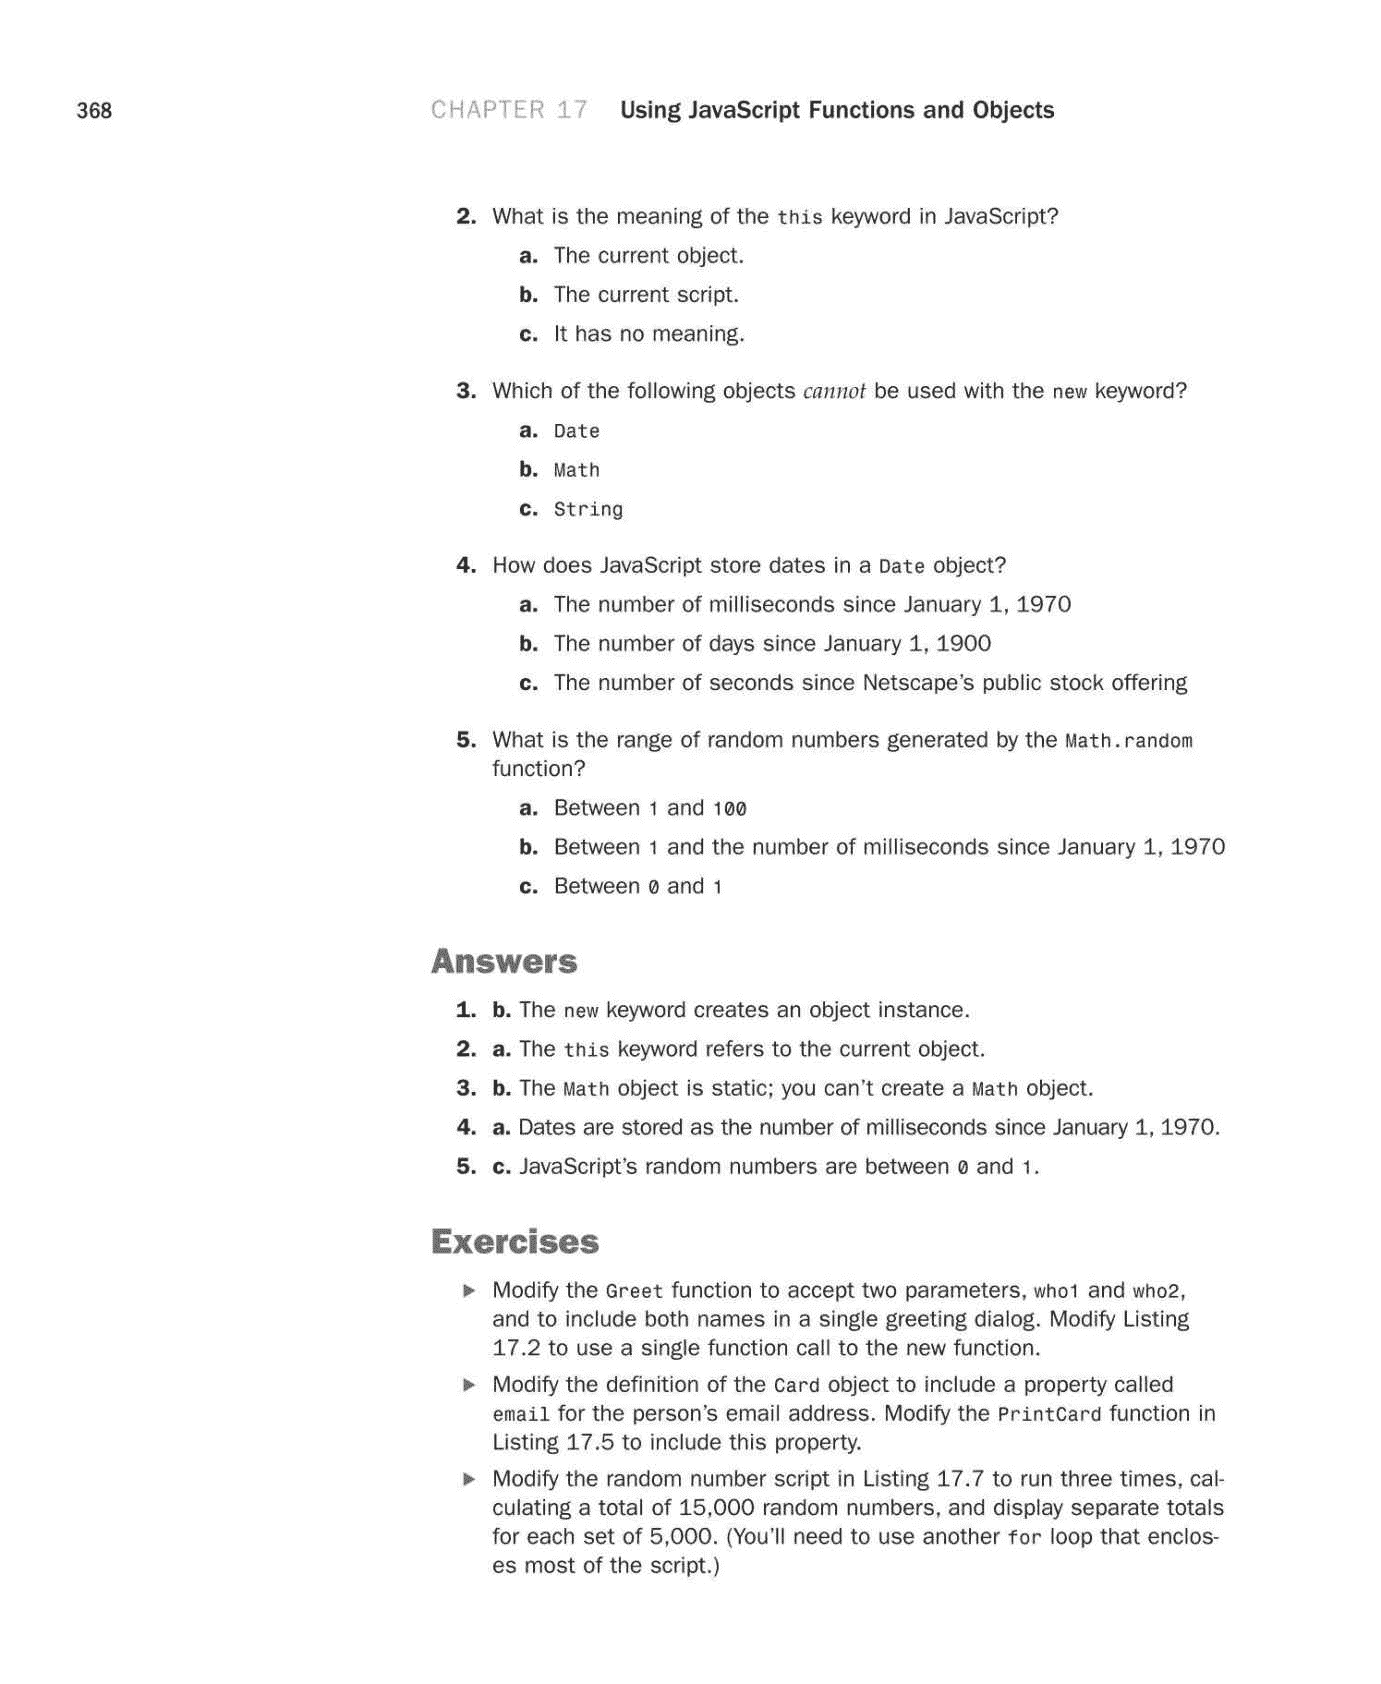 368 CHAPTER 17 Using JavaScript Functions and Objects
2. What is the meaning of the this keyword in JavaScript?
a. The current object.
b. The current script.
c. It has no meaning.
3. Which of the following objects cannot be used with the new keyword?
a. Date
b. Math
c. String
4. How does JavaScript store dates in a Date object?
a. The number of milliseconds since January 1, 1970
b. The number of days since January 1, 1900
c. The number of seconds since Netscape's public stock offering
5. What is the range of random numbers generated by the Math.random
function?
a. Between 1 and 100
b. Between 1 and the number of milliseconds since January 1, 1970
c. Between 0 and 1
Answers
1. b. The new keyword creates an object instance.
2. a. The this keyword refers to the current object.
3. b. The Math object is static; you can't create a Math object.
4. a. Dates are stored as the number of milliseconds since January 1, 1970.
5. c. JavaScript's random numbers are between 0 and 1.
Exercises
▶ Modify the Greet function to accept two parameters, who1 and who2,
and to include both names in a single greeting dialog. Modify Listing
17.2 to use a single function call to the new function.
▶ Modify the definition of the Card object to include a property called
email for the person's email address. Modify the PrintCard function in
Listing 17.5 to include this property.
▶ Modify the random number script in Listing 17.7 to run three times, cal-
culating a total of 15,000 random numbers, and display separate totals
for each set of 5,000. (You'll need to use another for loop that enclos-
es most of the script.)